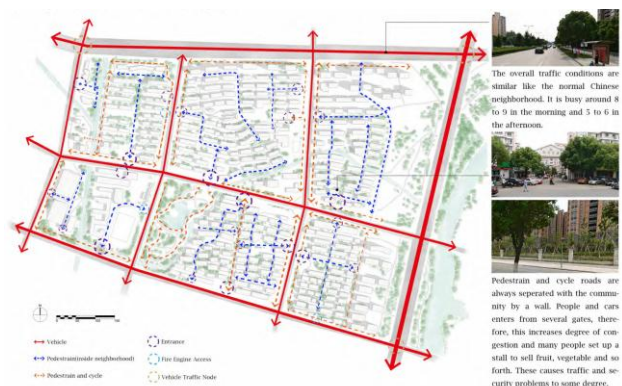 The overall traffic conditions are
similar like the normal Chinese
neighborhood. It is busy around 8
to 9 in the morning and 5 to 6 in
the afternoon.
Pedestrain and cycle roads are
always seperated with the commu-
nity by a wall. People and cars
enters from several gates, there-
fore, this increases degree of con-
gestion and many people set up a
stall to sell fruit, vegetable and so
forth. These causes traffic and se-
curity problems to some degree.
Vehicle
Entrance
Pedestrian(inside neighborhood)
Fire Engine Access
Pedestrian and cycle
Vehicle Traffic Node